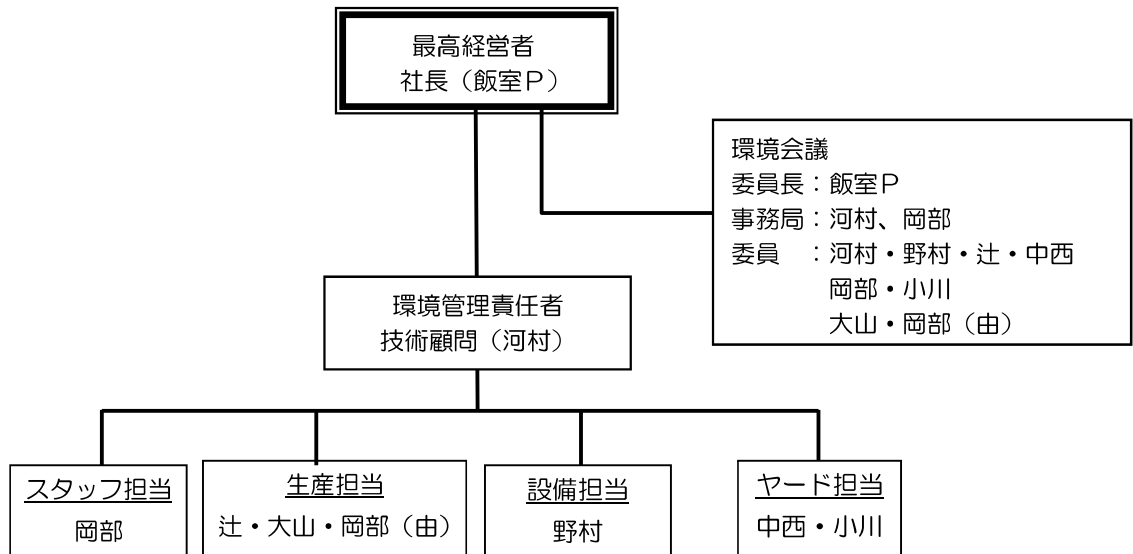 最高経営者
社長（飯室Ｐ）
環境会議
委員長：飯室Ｐ
事務局：河村、岡部
委員　：河村・野村・辻・中西
岡部・小川
大山・岡部（由）
環境管理責任者
技術顧問（河村）
スタッフ担当
岡部
生産担当
辻・大山・岡部（由）
設備担当
野村
ヤード担当
中西・小川